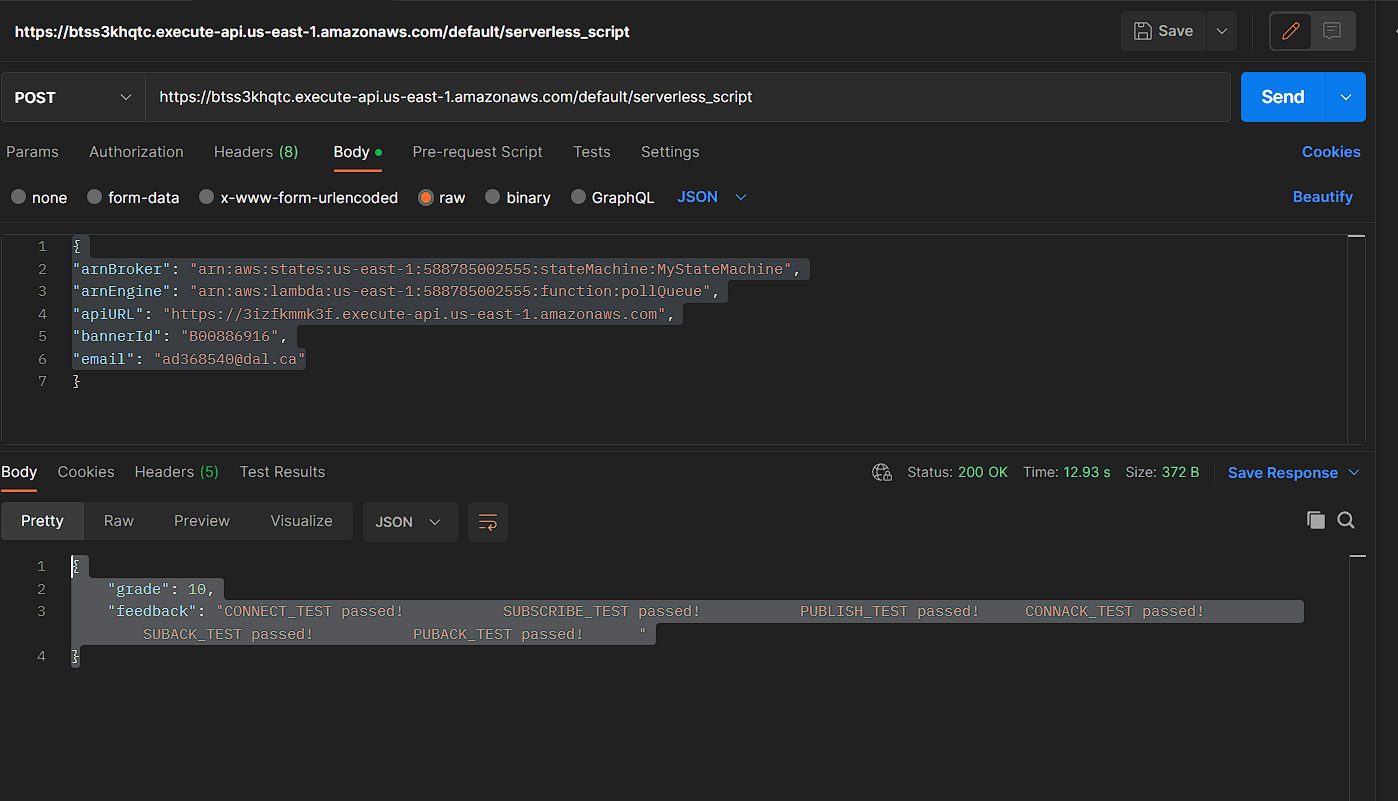 https://btss3khqtc.execute-api.us-east-1.amazonaws.com/default/serverless_script
Save
POST
https://btss3khqtc.execute-api.us-east-1.amazonaws.com/default/serverless_script
Send
Params Authorization Headers (8) Body Pre-request Script Tests Settings Cookies
none form-data x-www-form-urlencoded raw binary GraphQL JSON Beautify
1 {
2 "arnBroker": "arn:aws:states:us-east-1:588785002555:stateMachine:MyStateMachine",
3 "arnEngine": "arn:aws:lambda:us-east-1:588785002555:function:pollQueue",
4 "apiURL": "https://3izfkmmk3f.execute-api.us-east-1.amazonaws.com",
5 "bannerId": "B00886916",
6 "email": "ad368540@dal.ca"
7 }
Body Cookies Headers (5) Test Results Status: 200 OK Time: 12.93 s Size: 372 B Save Response
Pretty Raw Preview Visualize JSON
1 {
2 "grade": 10,
3 "feedback": "CONNECT_TEST passed! SUBSCRIBE_TEST passed! PUBLISH_TEST passed! CONNACK_TEST passed!
SUBACK_TEST passed! PUBACK_TEST passed! "
4 }